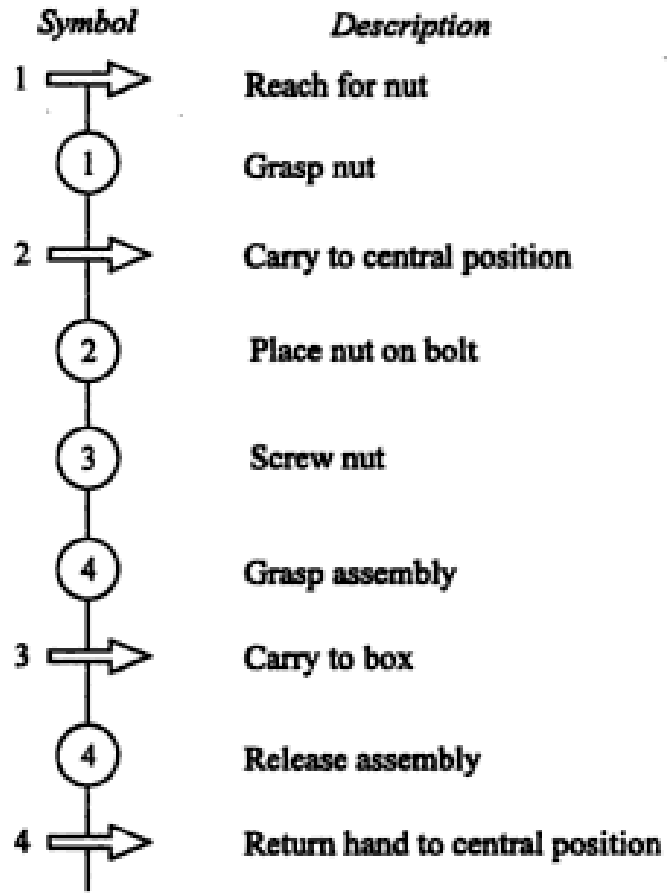 Symbol Description
1 Reach for nut
1 Grasp nut
2 Carry to central position
2 Place nut on bolt
3 Screw nut
4 Grasp assembly
3 Carry to box
4 Release assembly
4 Return hand to central position